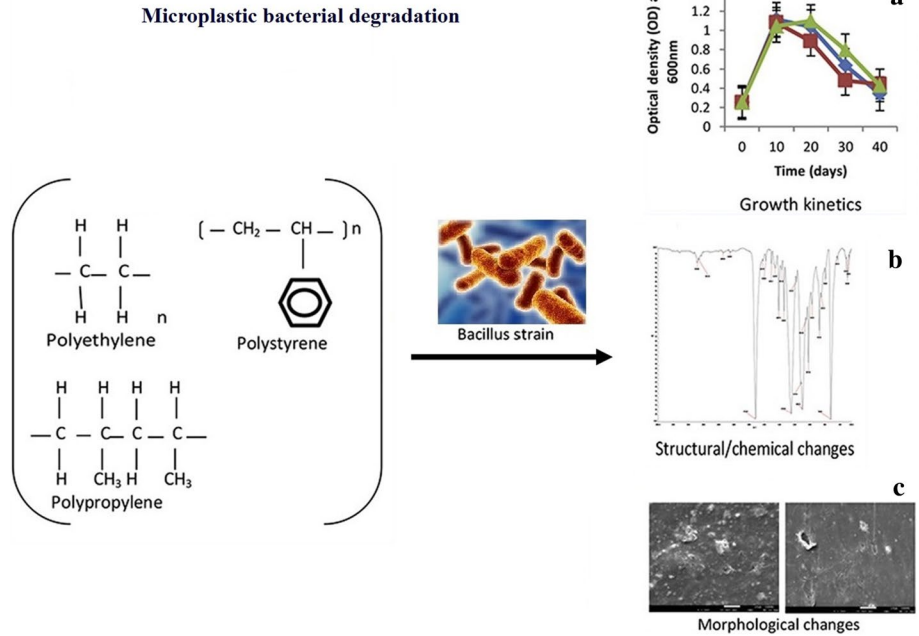 Microplastic bacterial degradation
a
Optical density (OD) a
600nm
1.2
1
0.8
0.6
0.4
0.2
0
0 10 20 30 40
Time (days)
Growth kinetics
H H
— C — C —
H H n
Polyethylene
[ — CH₂ — CH — ] n
Polystyrene
H H H H
— C — C — C — C —
H CH₃ H CH₃
Polypropylene
Bacillus strain
b
Structural/chemical changes
c
Morphological changes